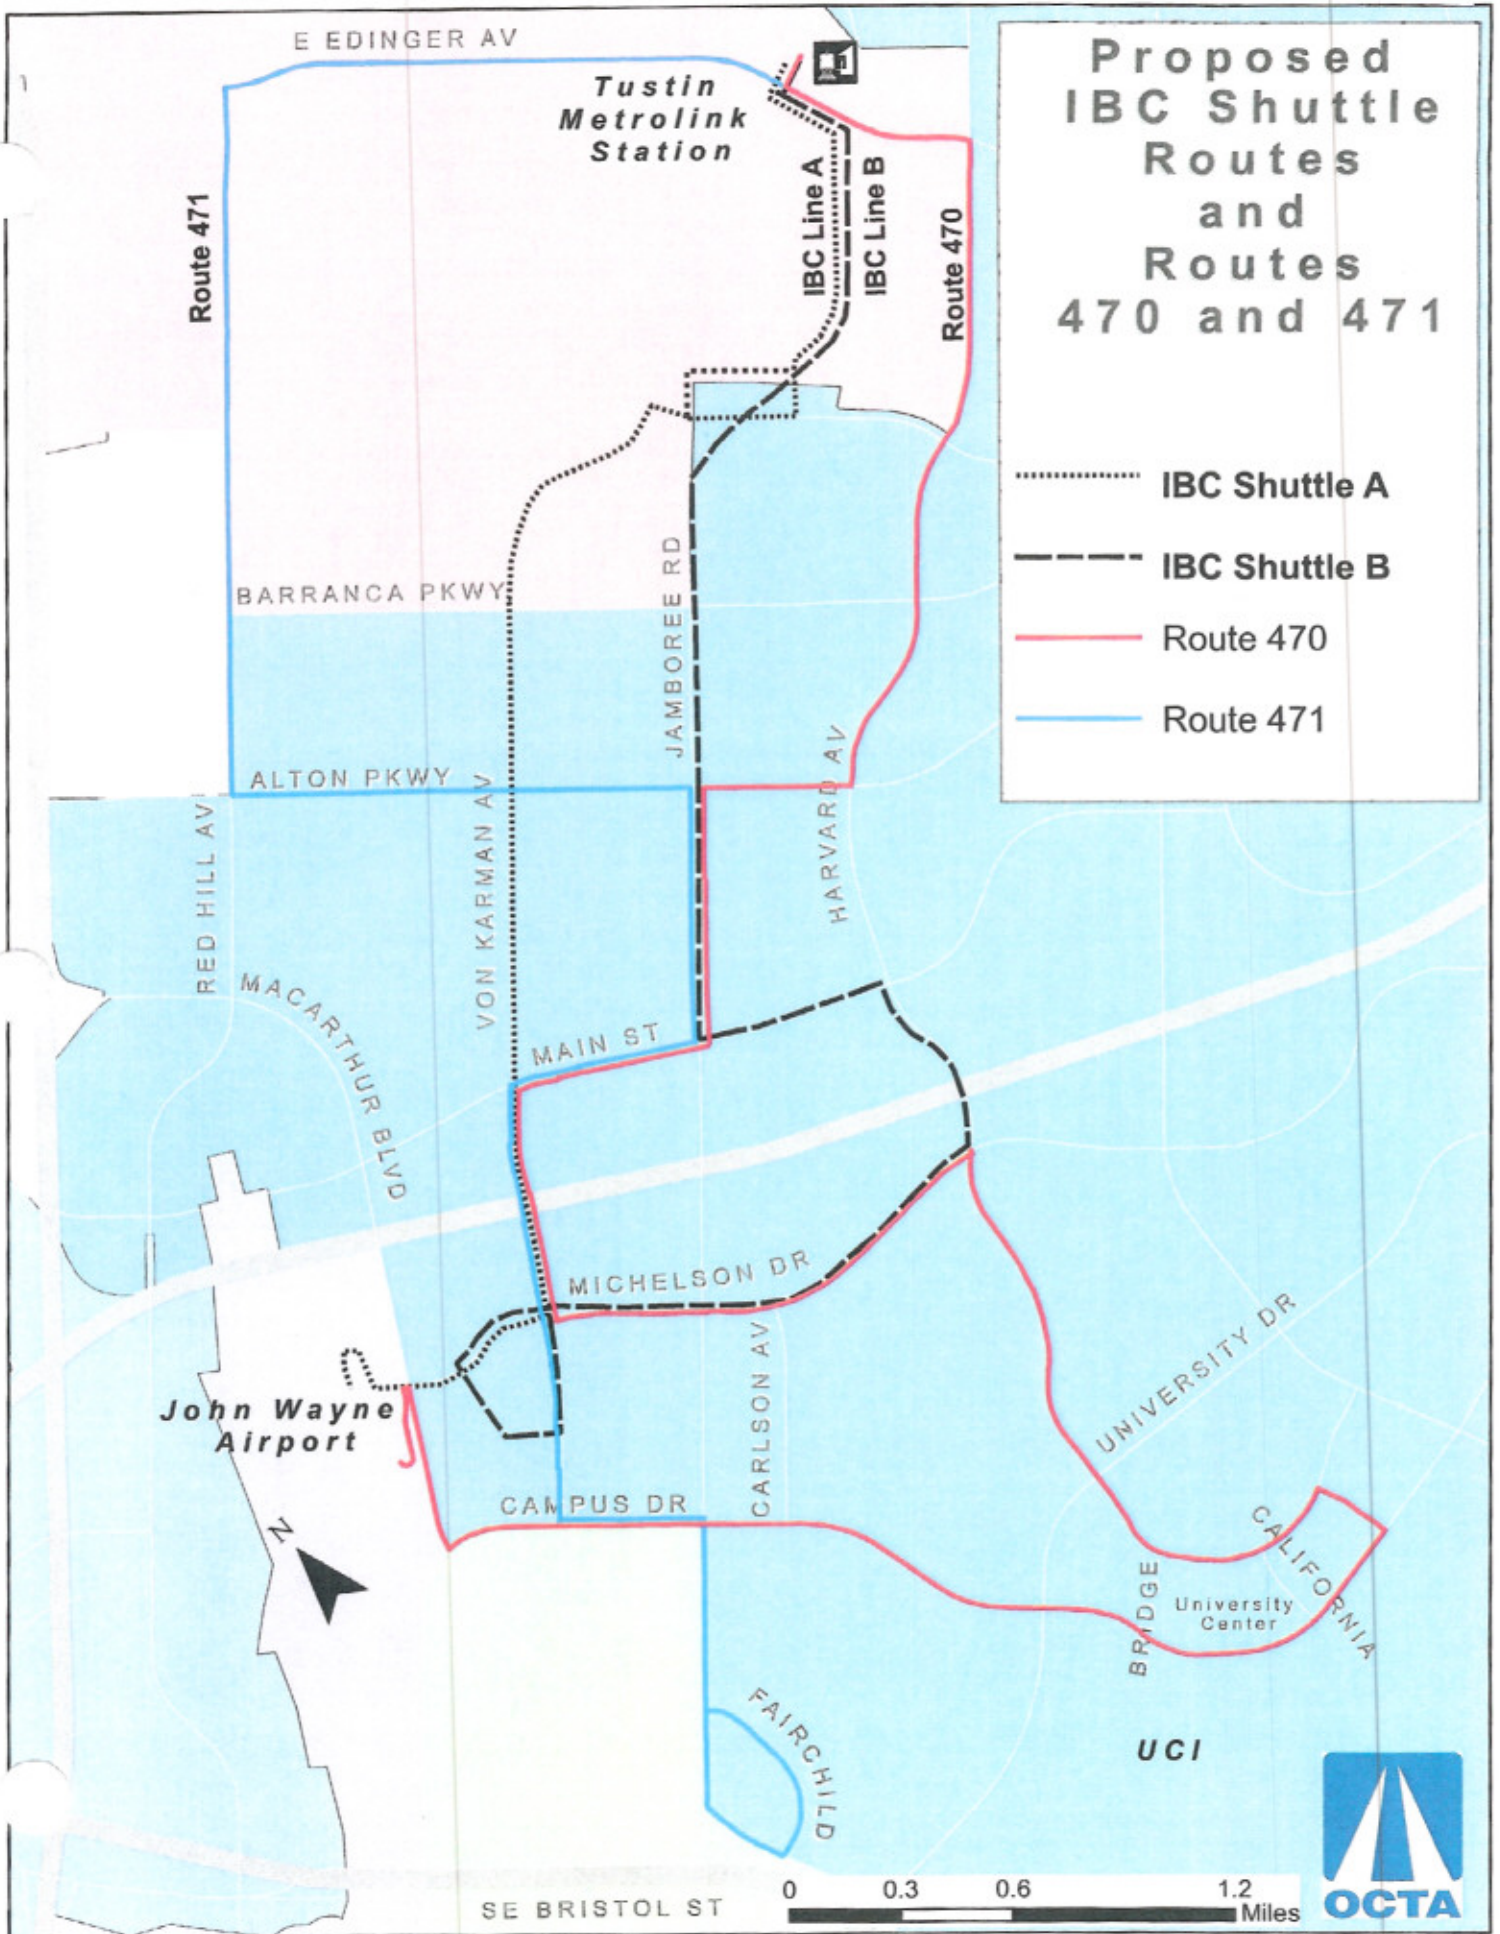 Proposed
IBC Shuttle
Routes
and
Routes
470 and 471
IBC Shuttle A
IBC Shuttle B
Route 470
Route 471
E EDINGER AV
Tustin
Metrolink
Station
Route 471
IBC Line A
IBC Line B
Route 470
BARRANCA PKWY
JAMBOREE RD
ALTON PKWY
RED HILL AV
VON KARMAN AV
HARVARD AV
MACARTHUR BLVD
MAIN ST
MICHELSON DR
CARLSON AV
UNIVERSITY DR
John Wayne
Airport
CAMPUS DR
N
CALIFORNIA
BRIDGE
University
Center
FAIRCHILD
UCI
SE BRISTOL ST
0 0.3 0.6 1.2
Miles
OCTA